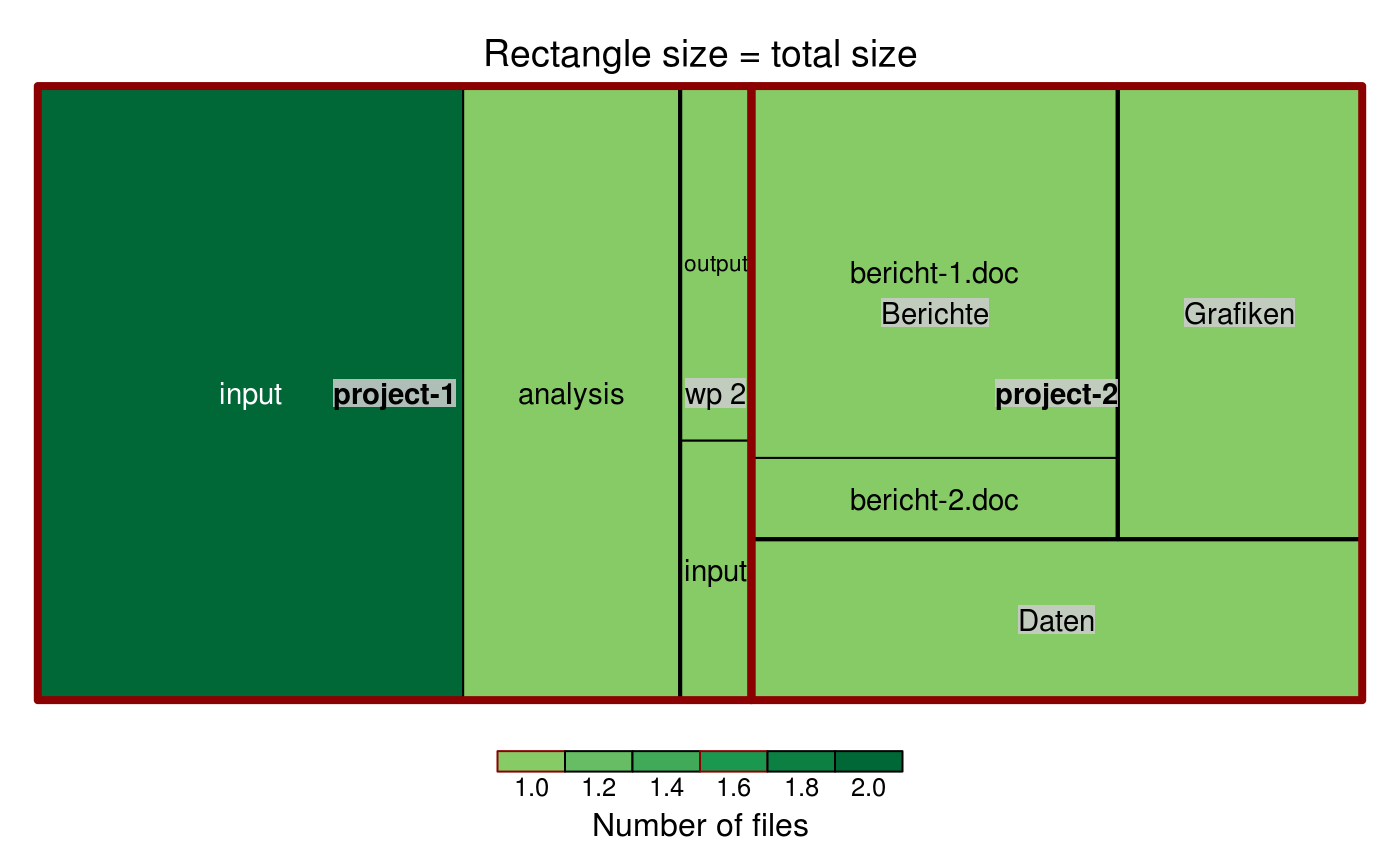 Rectangle size = total size
output
bericht-1.doc
Berichte
Grafiken
input
project-1
analysis
wp 2
project-2
bericht-2.doc
input
Daten
1.0 1.2 1.4 1.6 1.8 2.0
Number of files